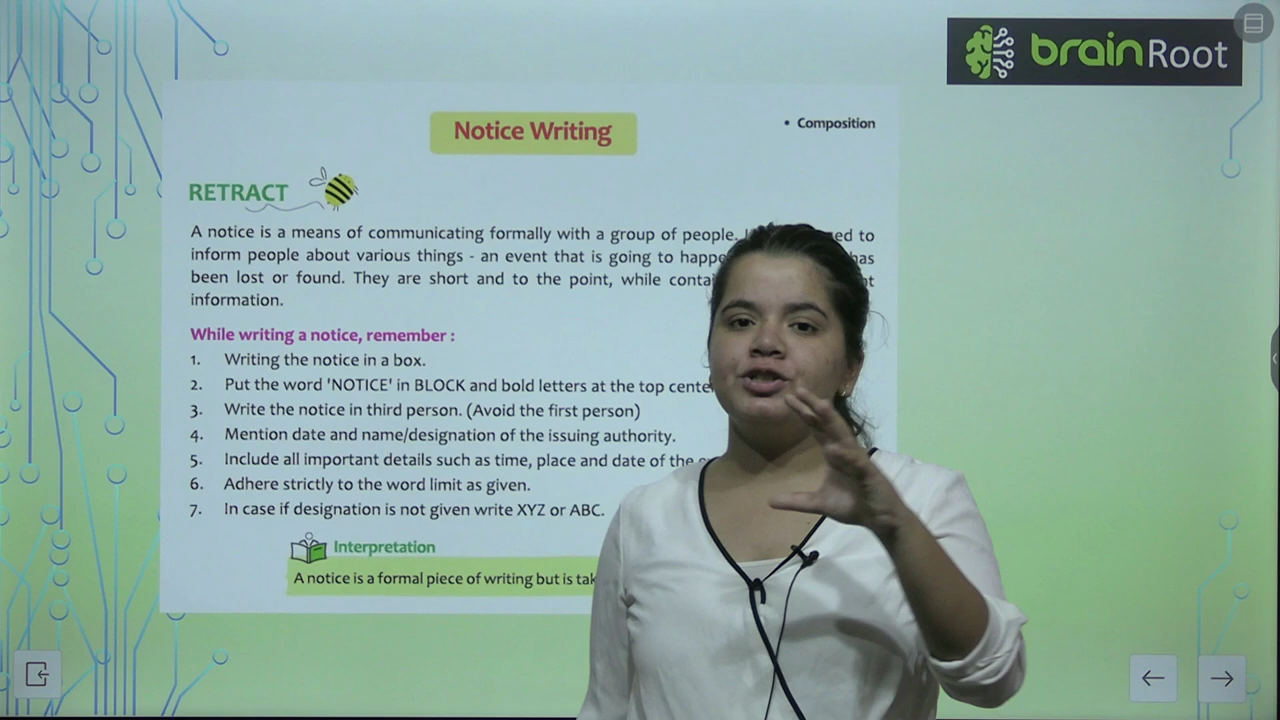 brainRoot
Notice Writing
• Composition
RETRACT
A notice is a means of communicating formally with a group of people.
inform people about various things - an event that is going to has
been lost or found. They are short and to the point, while
information.
While writing a notice, remember :
1. Writing the notice in a box.
2. Put the word 'NOTICE' in BLOCK and bold letters at the top
3. Write the notice in third person. (Avoid the first person)
4. Mention date and name/designation of the issuing authority.
5. Include all important details such as time, place and date of the
6. Adhere strictly to the word limit as given.
7. In case if designation is not given write XYZ or ABC.
Interpretation
A notice is a formal piece of writing but is